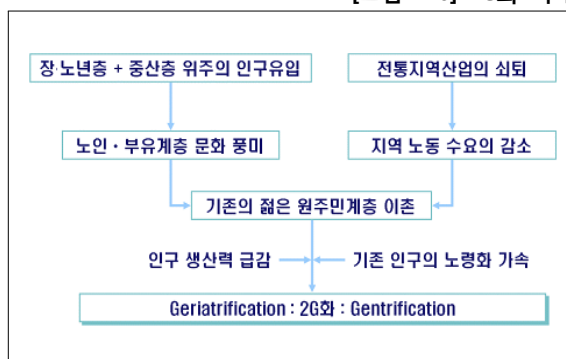 장·노년층 + 중산층 위주의 인구유입
전통지역산업의 쇠퇴
노인·부유계층 문화 풍미
지역 노동 수요의 감소
기존의 젊은 원주민계층 이촌
인구 생산력 급감
기존 인구의 노령화 가속
Geriatrification : 2G화 : Gentrification